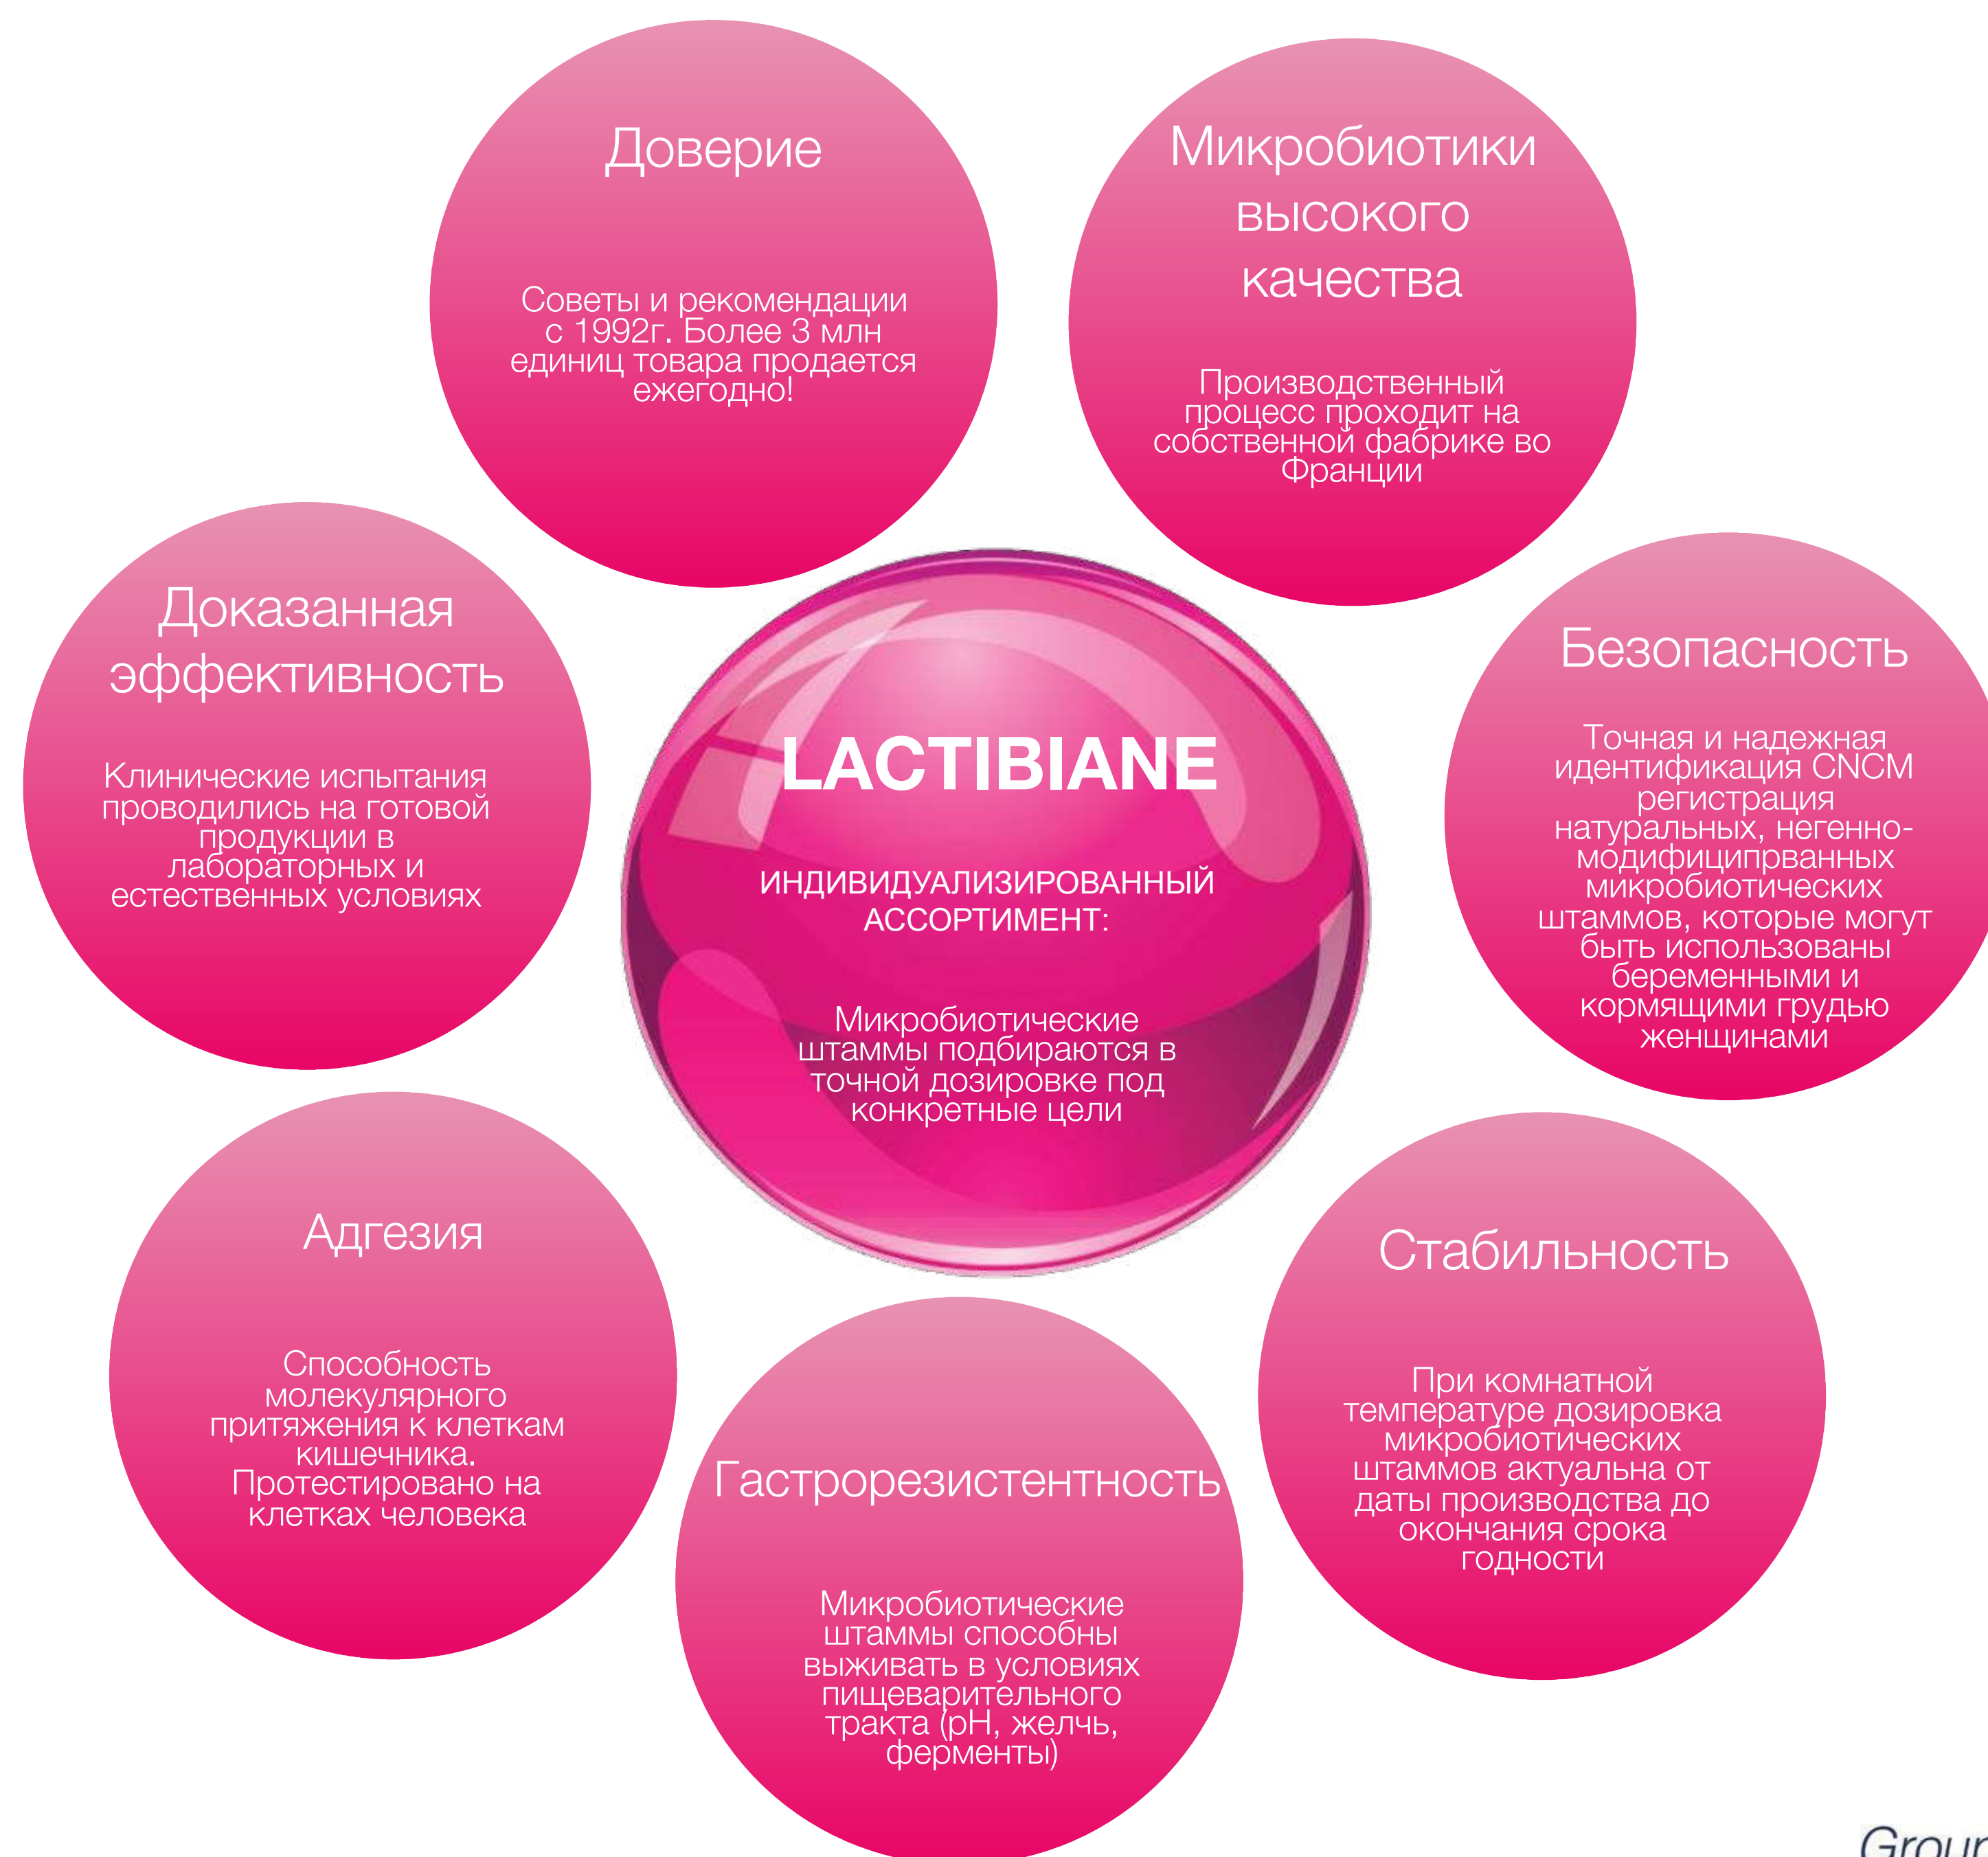 Доверие
Советы и рекомендации
с 1992г. Более 3 млн
единиц товара продается
ежегодно!
Микробиотики
высокого
качества
Производственный
процесс проходит на
собственной фабрике во
Франции
Доказанная
эффективность
Клинические испытания
проводились на готовой
продукции в
лабораторных и
естественных условиях
LACTIBIANE
ИНДИВИДУАЛИЗИРОВАННЫЙ
АССОРТИМЕНТ:
Микробиотические
штаммы подбираются в
точной дозировке под
конкретные цели
Безопасность
Точная и надежная
идентификация CNCM
регистрация
натуральных, негенно-
модифиципрванных
микробиотических
штаммов, которые могут
быть использованы
беременными и
кормящими грудью
женщинами
Адгезия
Способность
молекулярного
притяжения к клеткам
кишечника.
Протестировано на
клетках человека
Гастрорезистентность
Микробиотические
штаммы способны
выживать в условиях
пищеварительного
тракта (pH, желчь,
ферменты)
Стабильность
При комнатной
температуре дозировка
микробиотических
штаммов актуальна от
даты производства до
окончания срока
годности